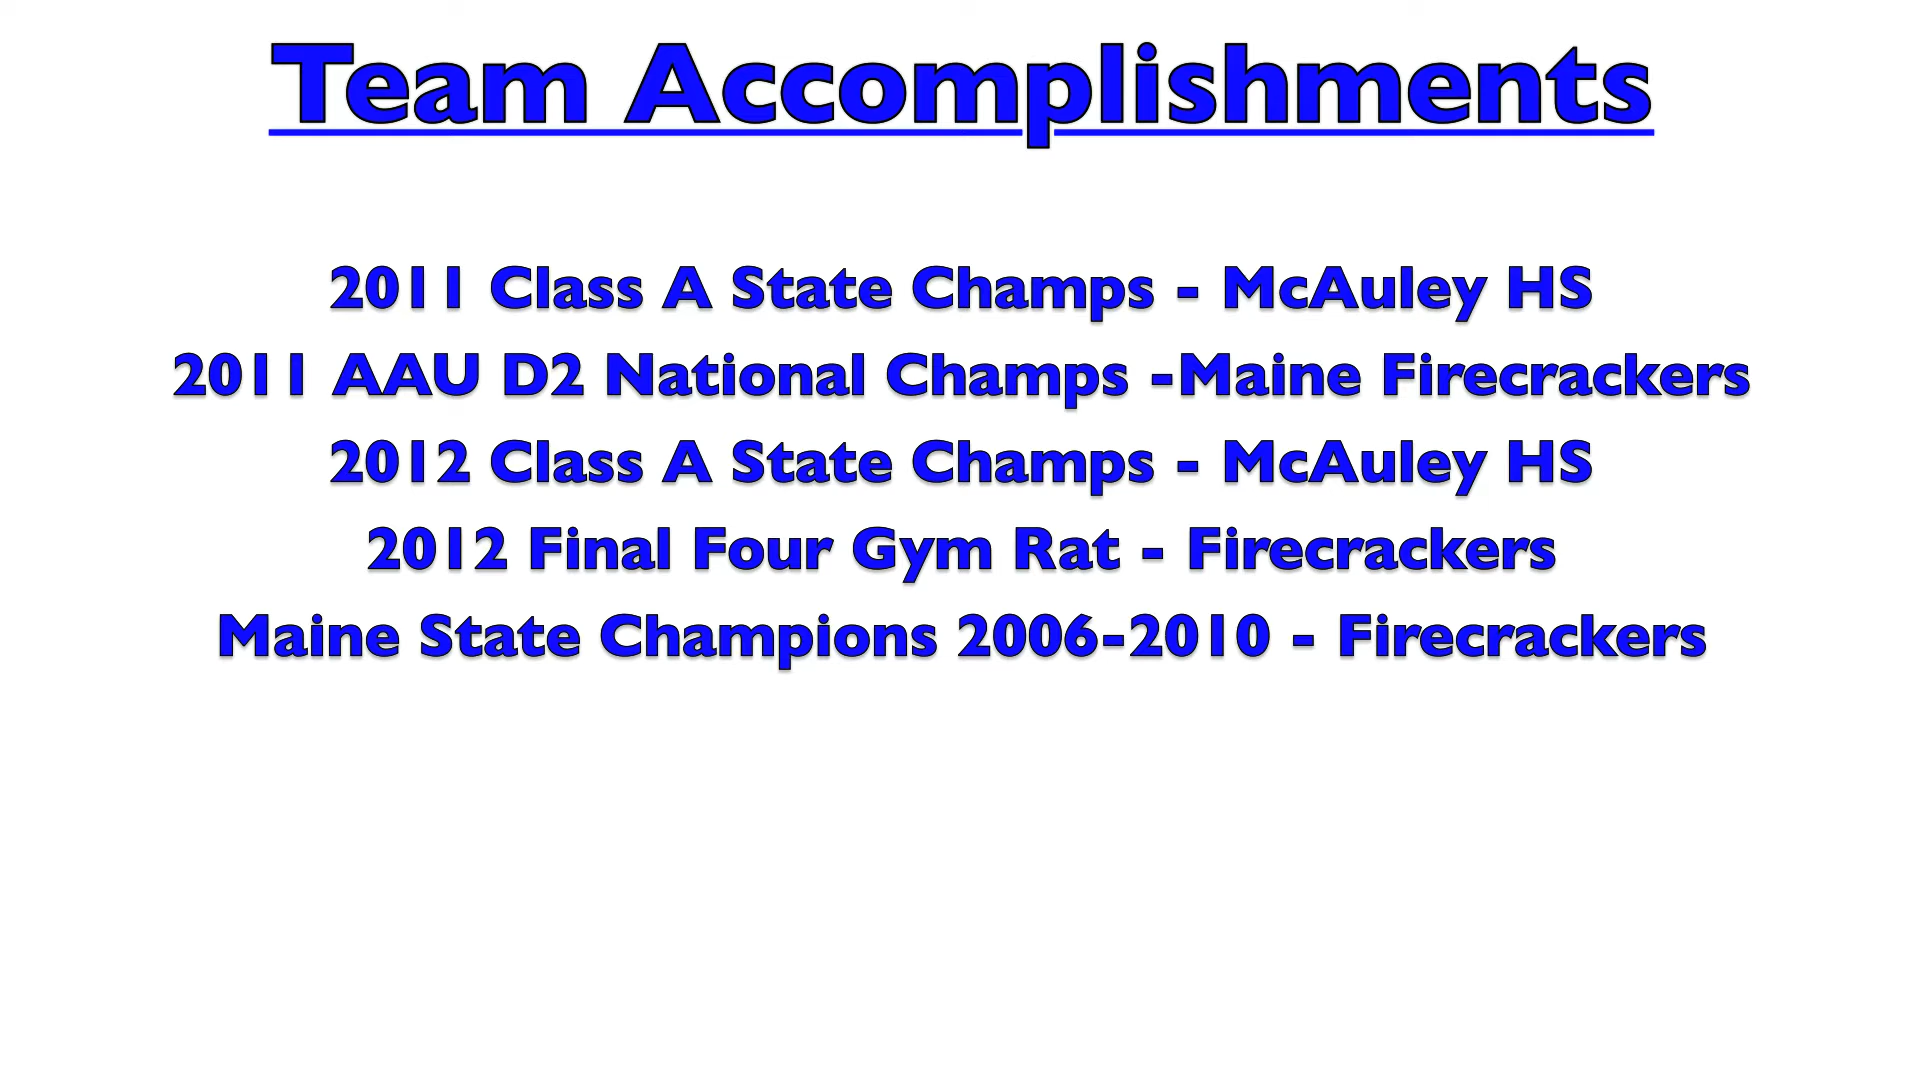 Team Accomplishments
2011 Class A State Champs - McAuley HS
2011 AAU D2 National Champs -Maine Firecrackers
2012 Class A State Champs - McAuley HS
2012 Final Four Gym Rat - Firecrackers
Maine State Champions 2006-2010 - Firecrackers